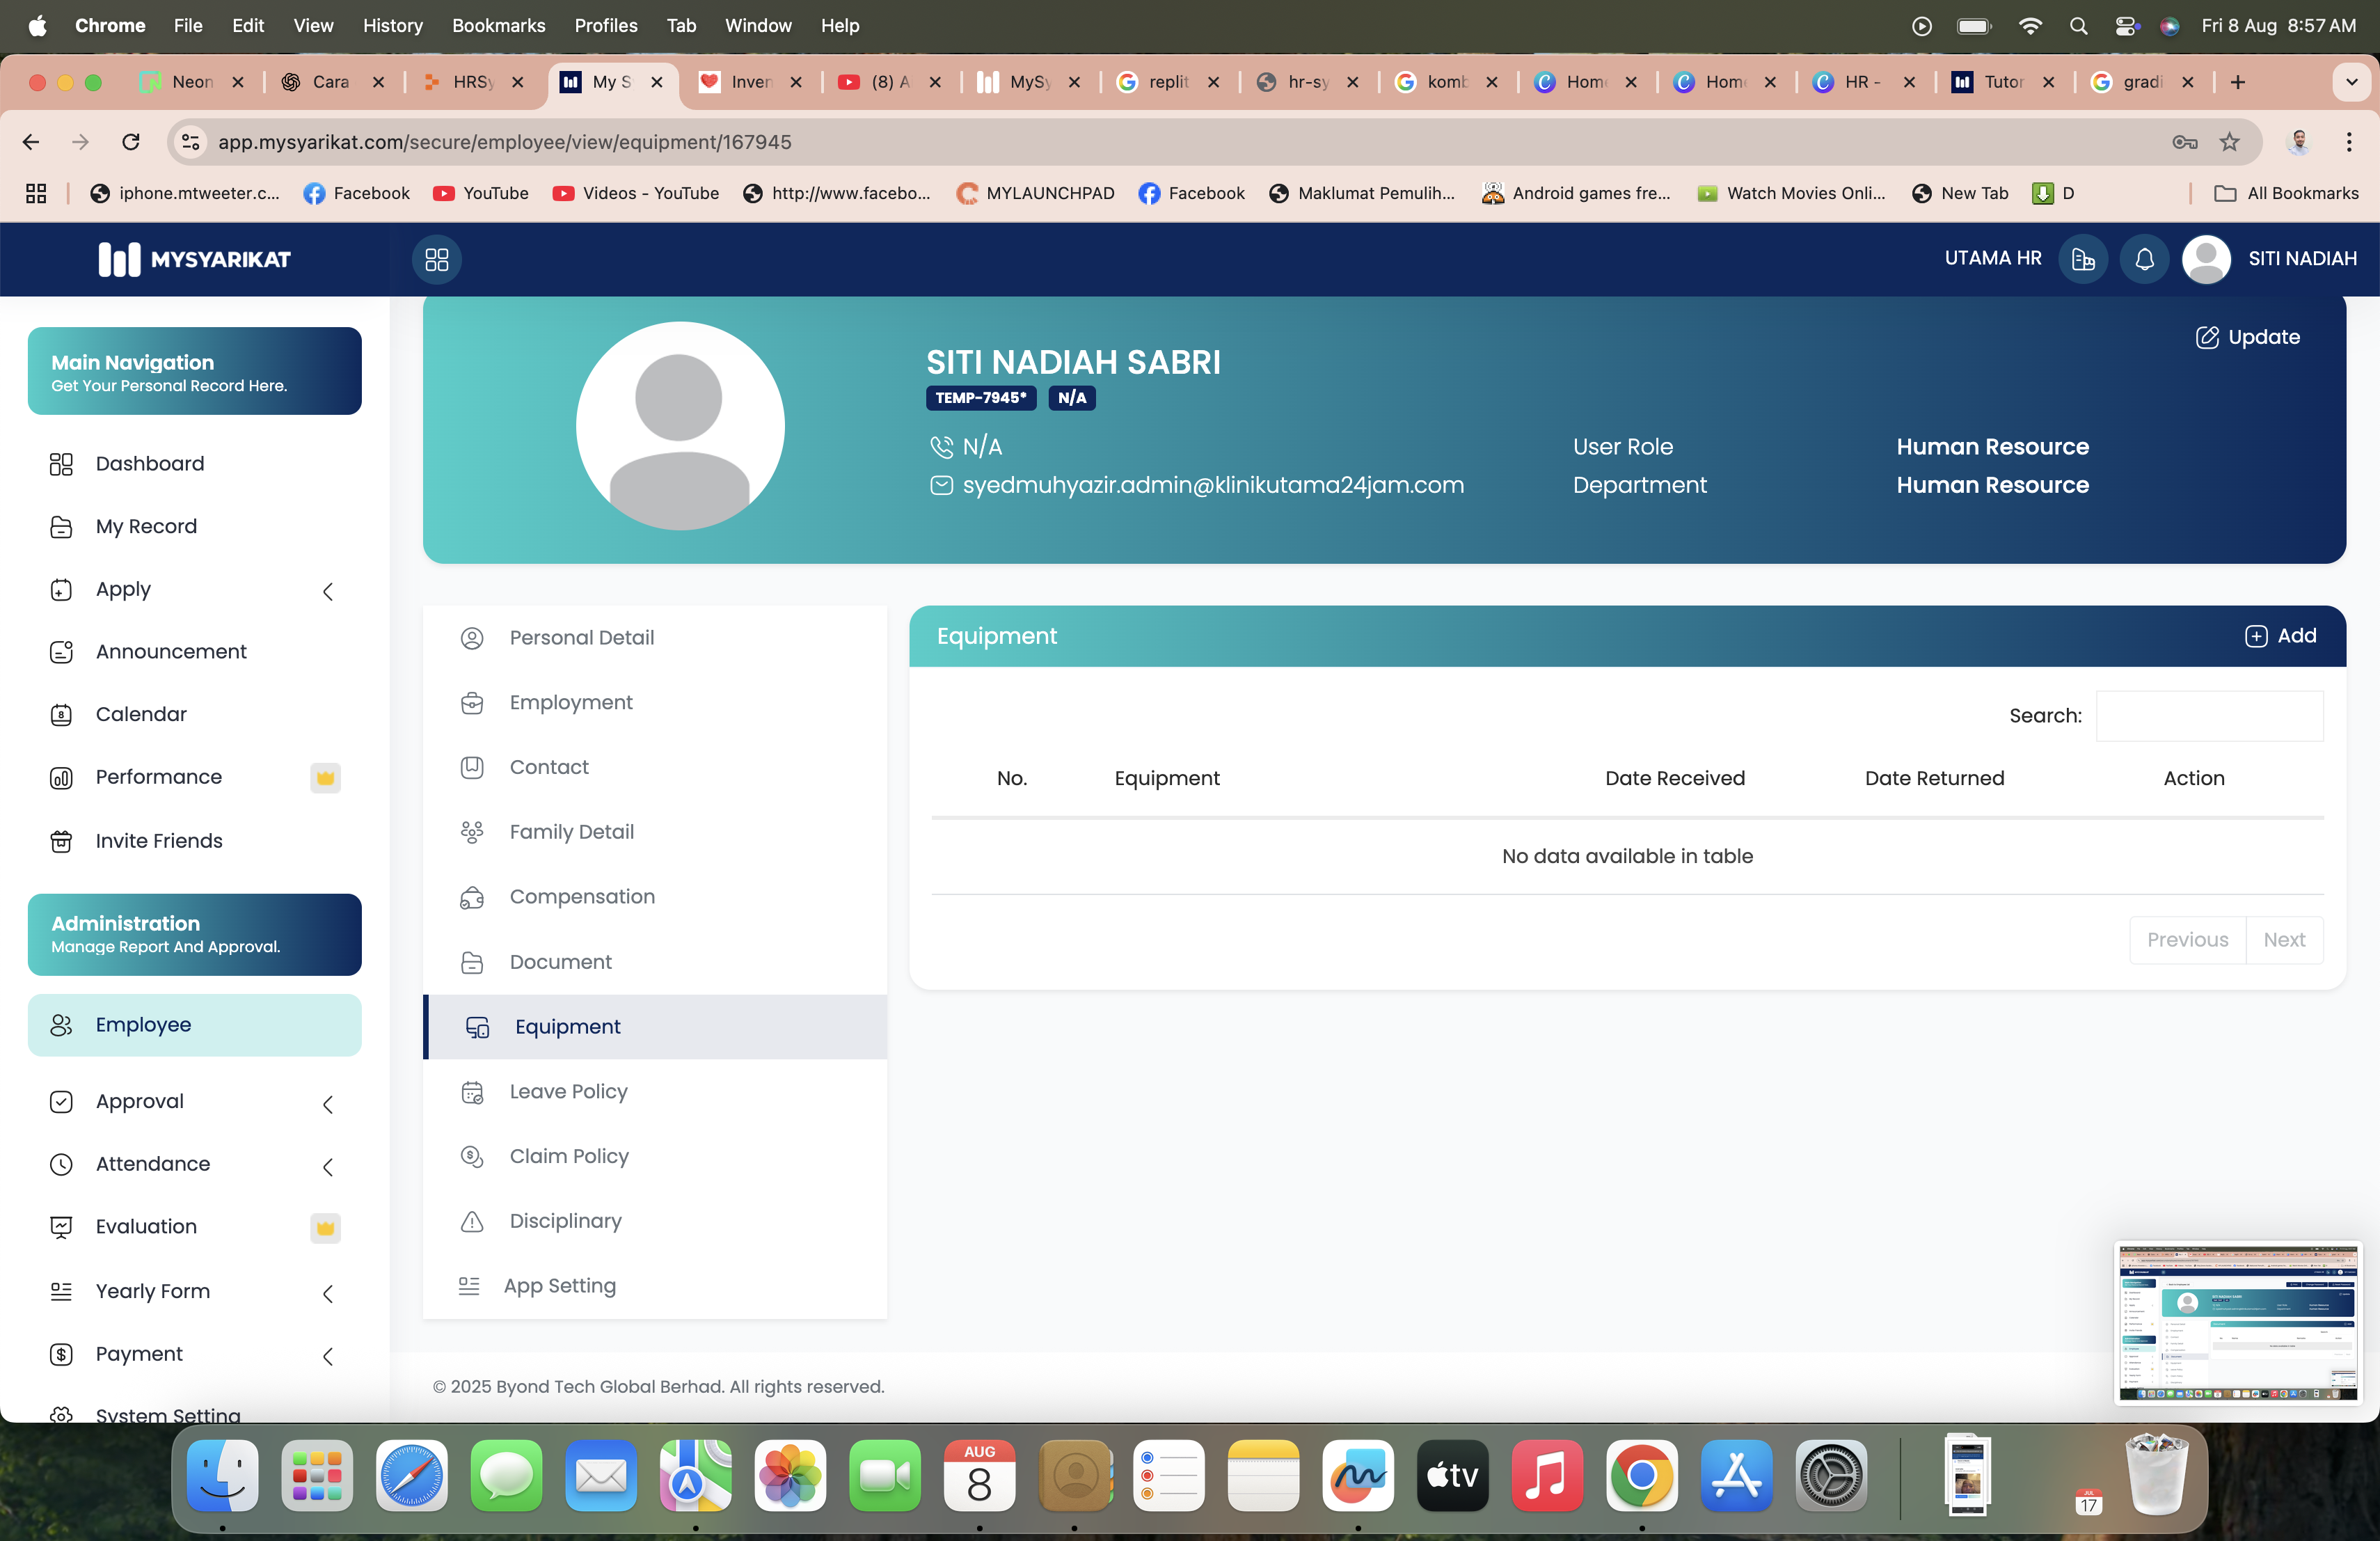 Chrome File Edit View History Bookmarks Profiles Tab Window Help Fri 8 Aug 8:57 AM
Neon Cara HRSy My S Inven (8) A MySy replit hr-sy komb Hom Hom HR - Tutor gradi
app.mysyarikat.com/secure/employee/view/equipment/167945
iphone.mtweeter.c... Facebook YouTube Videos - YouTube http://www.facebo... MYLAUNCHPAD Facebook Maklumat Pemulih... Android games fre... Watch Movies Onli... New Tab D All Bookmarks
MYSYARIKAT UTAMA HR SITI NADIAH
Main Navigation
Get Your Personal Record Here.
Dashboard
My Record
Apply
Announcement
Calendar
8
Performance
Invite Friends
Administration
Manage Report And Approval.
Employee
Approval
Attendance
Evaluation
Yearly Form
Payment
System Setting
Update
SITI NADIAH SABRI
TEMP-7945* N/A
N/A
syedmuhyazir.admin@klinikutama24jam.com
User Role Human Resource
Department Human Resource
Personal Detail
Employment
Contact
Family Detail
Compensation
Document
Equipment
Leave Policy
Claim Policy
Disciplinary
App Setting
Equipment Add
Search:
No. Equipment Date Received Date Returned Action
No data available in table
Previous Next
© 2025 Byond Tech Global Berhad. All rights reserved.
AUG
8
tv
JUL
17